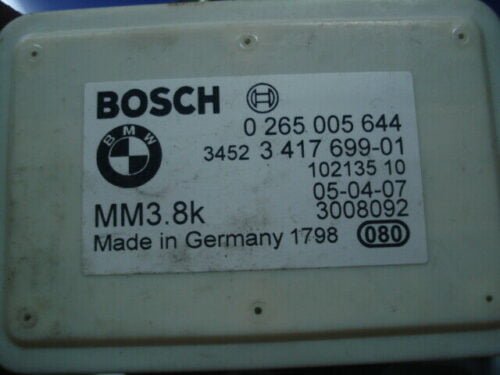 BOSCH
BMW
0 265 005 644
3452 3 417 699-01
102135 10
05-04-07
MM3.8k 3008092
Made in Germany 1798 080